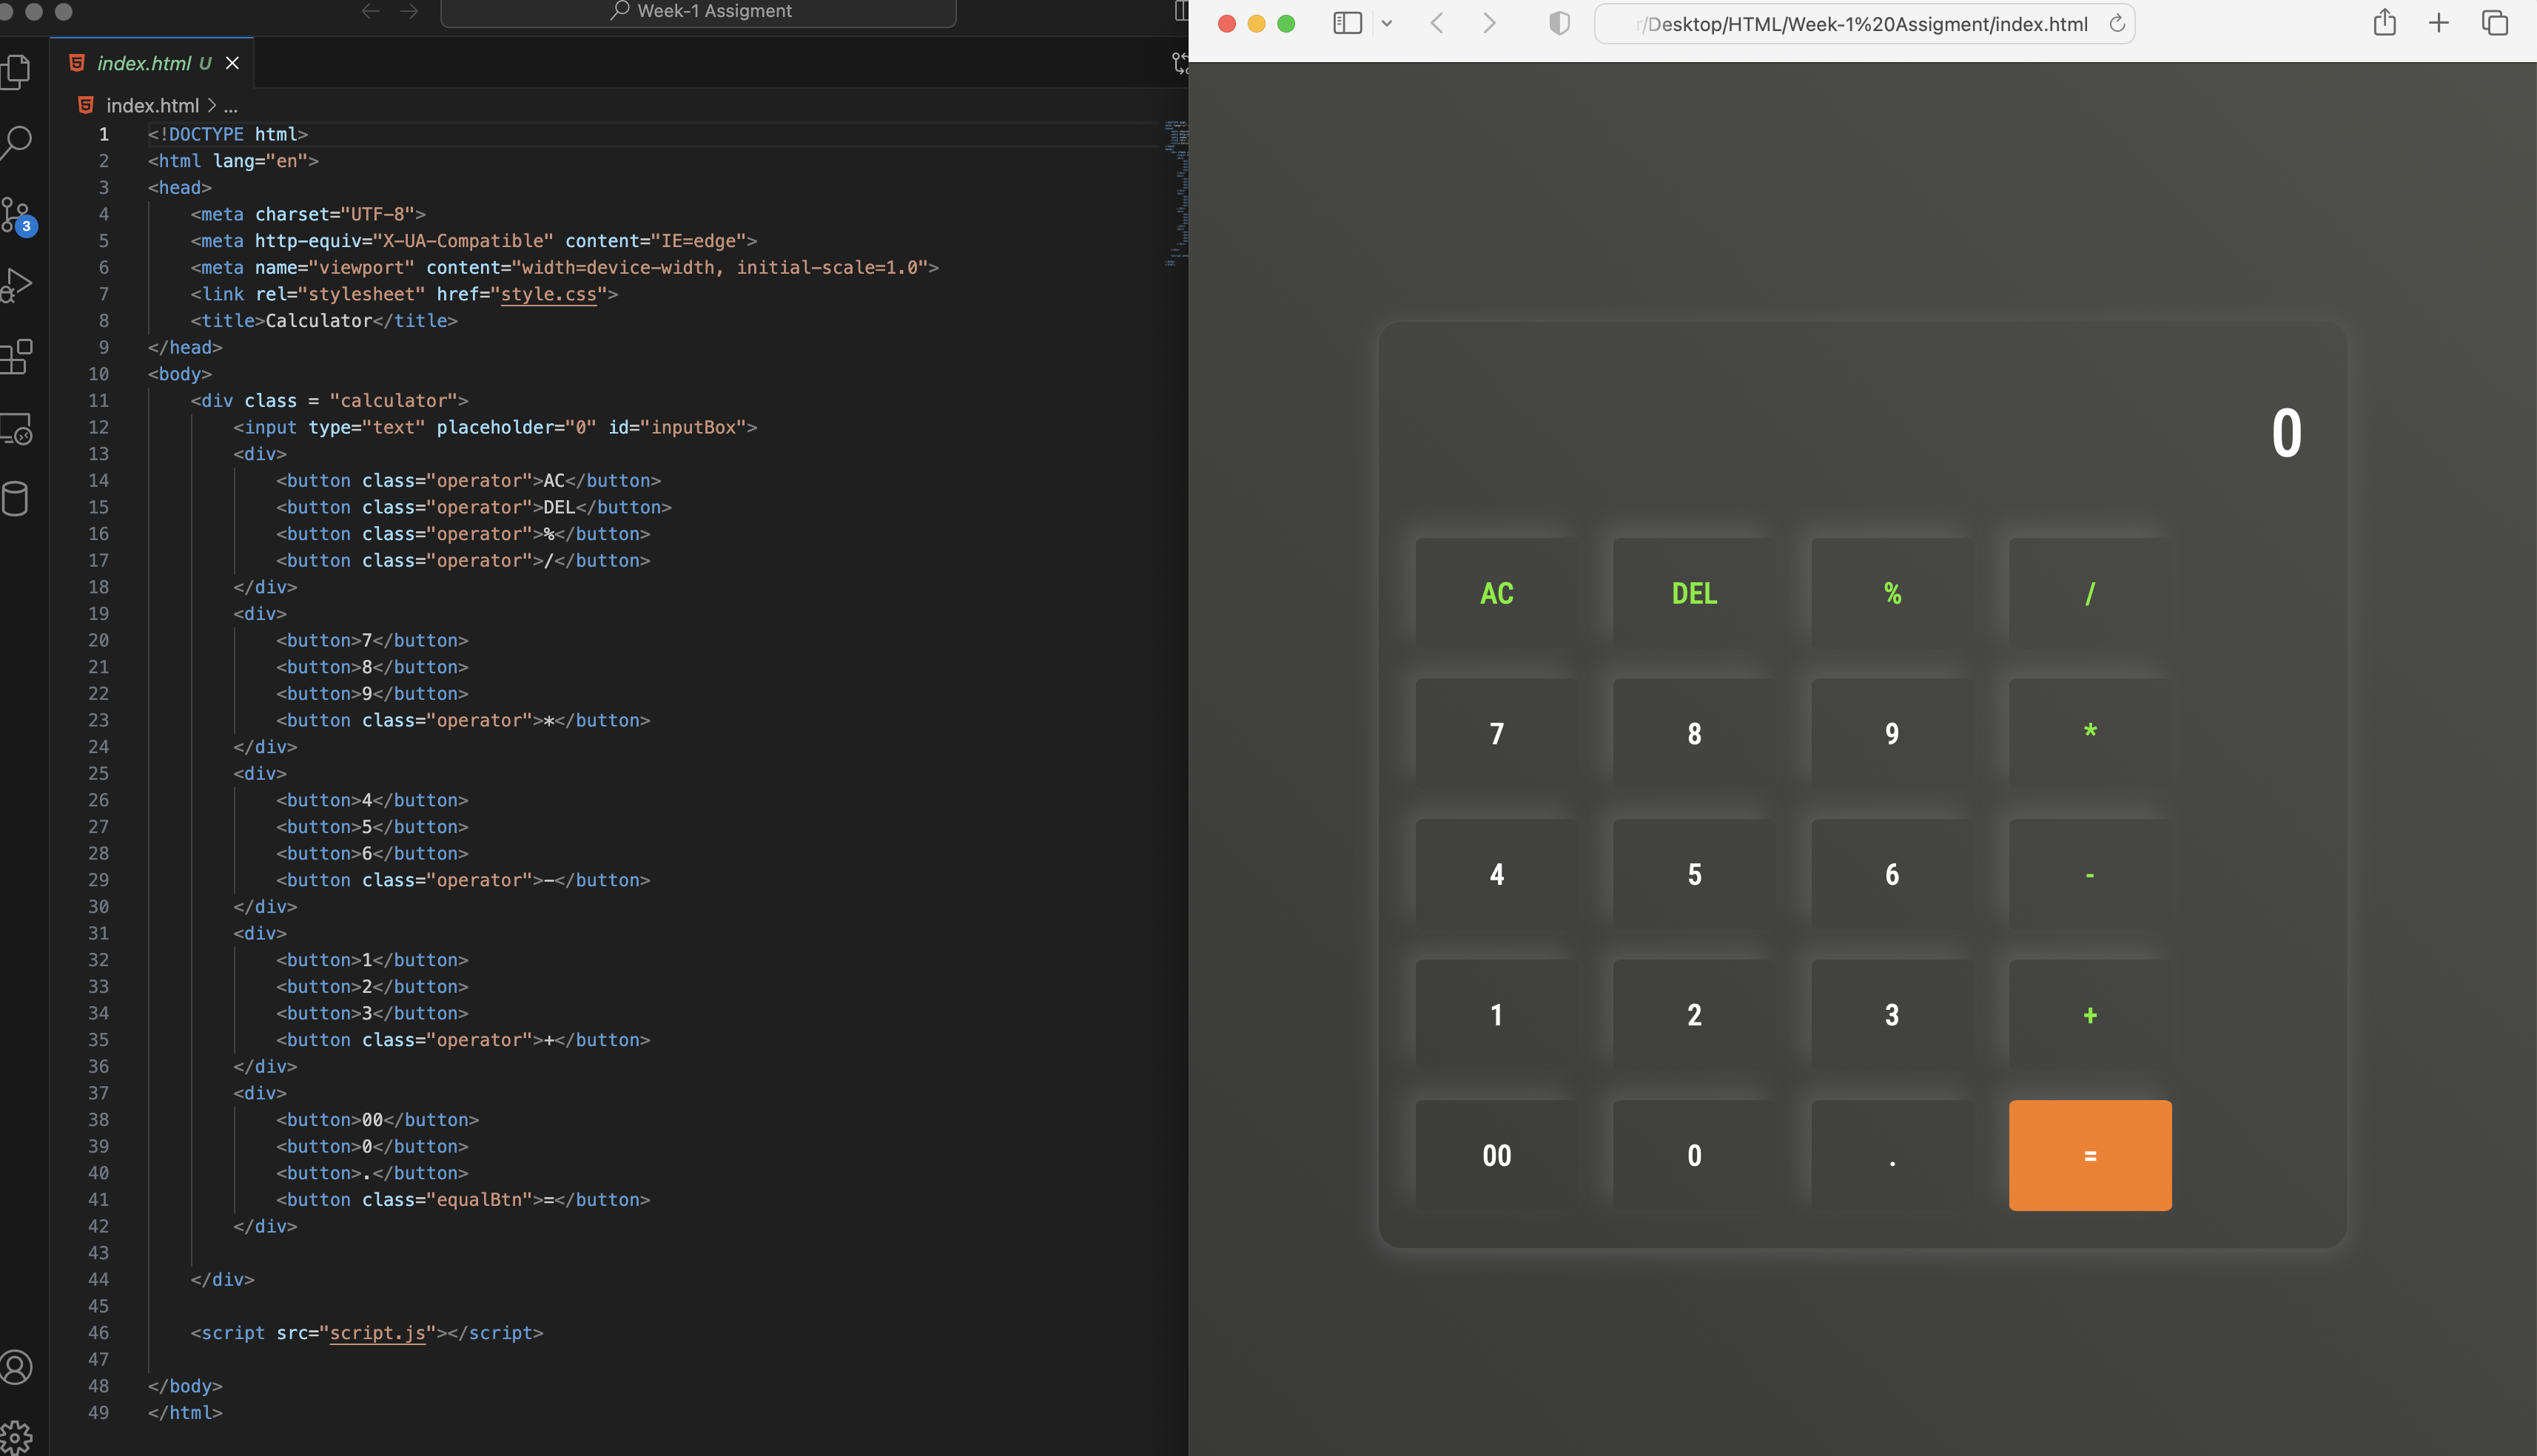 Week-1 Assigment
index.html U
index.html > ...
3
1 <!DOCTYPE html>
2 <html lang="en">
3 <head>
4 <meta charset="UTF-8">
5 <meta http-equiv="X-UA-Compatible" content="IE=edge">
6 <meta name="viewport" content="width=device-width, initial-scale=1.0">
7 <link rel="stylesheet" href="style.css">
8 <title>Calculator</title>
9 </head>
10 <body>
11 <div class = "calculator">
12 <input type="text" placeholder="0" id="inputBox">
13 <div>
14 <button class="operator">AC</button>
15 <button class="operator">DEL</button>
16 <button class="operator">%</button>
17 <button class="operator">/</button>
18 </div>
19 <div>
20 <button>7</button>
21 <button>8</button>
22 <button>9</button>
23 <button class="operator">*</button>
24 </div>
25 <div>
26 <button>4</button>
27 <button>5</button>
28 <button>6</button>
29 <button class="operator">-</button>
30 </div>
31 <div>
32 <button>1</button>
33 <button>2</button>
34 <button>3</button>
35 <button class="operator">+</button>
36 </div>
37 <div>
38 <button>00</button>
39 <button>0</button>
40 <button>.</button>
41 <button class="equalBtn">=</button>
42 </div>
43
44 </div>
45
46 <script src="script.js"></script>
47
48 </body>
49 </html>
r/Desktop/HTML/Week-1%20Assigment/index.html
0
AC DEL % /
7 8 9 *
4 5 6 -
1 2 3 +
00 0 . =